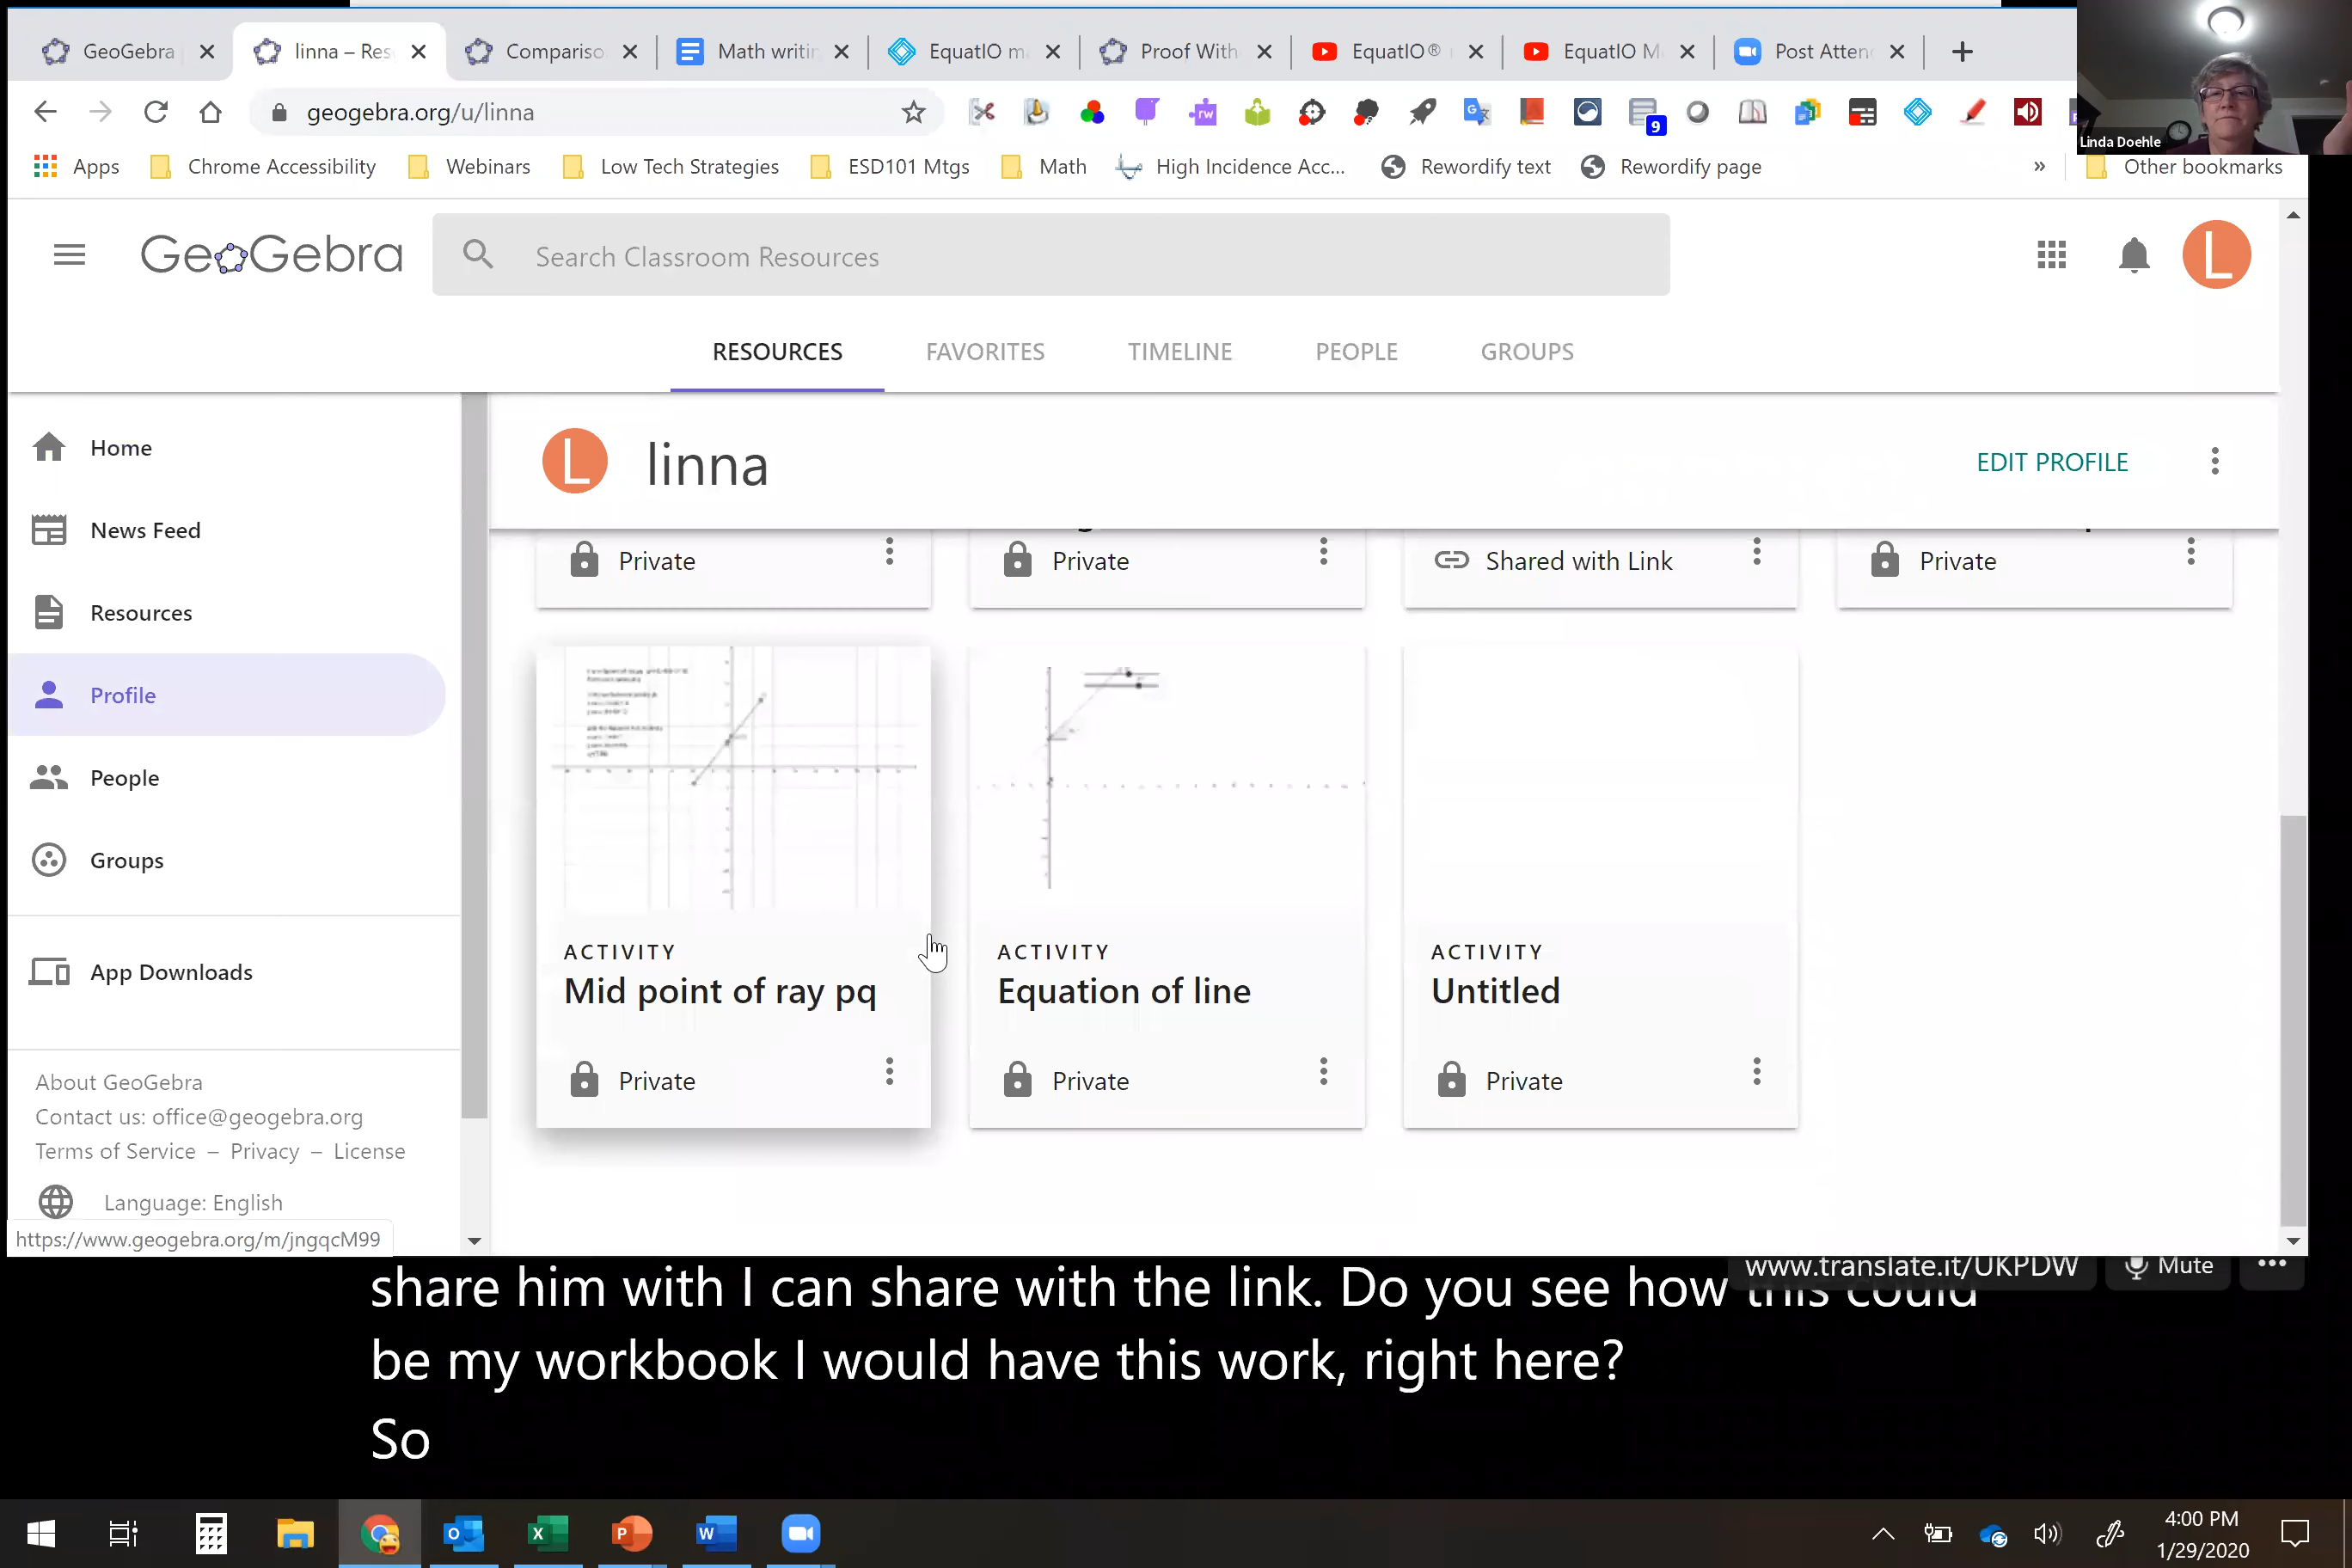 GeoGebra
linna – Res
Compariso
Math writin
EquatIO m
Proof With
EquatIO®
EquatIO M
Post Atten
geogebra.org/u/linna
9
Linda Doehle
Apps
Chrome Accessibility
Webinars
Low Tech Strategies
ESD101 Mtgs
Math
High Incidence Acc...
Rewordify text
Rewordify page
»
Other bookmarks
GeoGebra
Search Classroom Resources
L
RESOURCES
FAVORITES
TIMELINE
PEOPLE
GROUPS
Home
News Feed
Resources
Profile
People
Groups
App Downloads
About GeoGebra
Contact us: office@geogebra.org
Terms of Service – Privacy – License
Language: English
https://www.geogebra.org/m/jngqcM99
L
linna
EDIT PROFILE
Private
Private
Shared with Link
Private
ACTIVITY
Mid point of ray pq
Private
ACTIVITY
Equation of line
Private
ACTIVITY
Untitled
Private
www.translate.it/UKPDW
Mute
share him with I can share with the link. Do you see how this could
be my workbook I would have this work, right here?
So
4:00 PM
1/29/2020